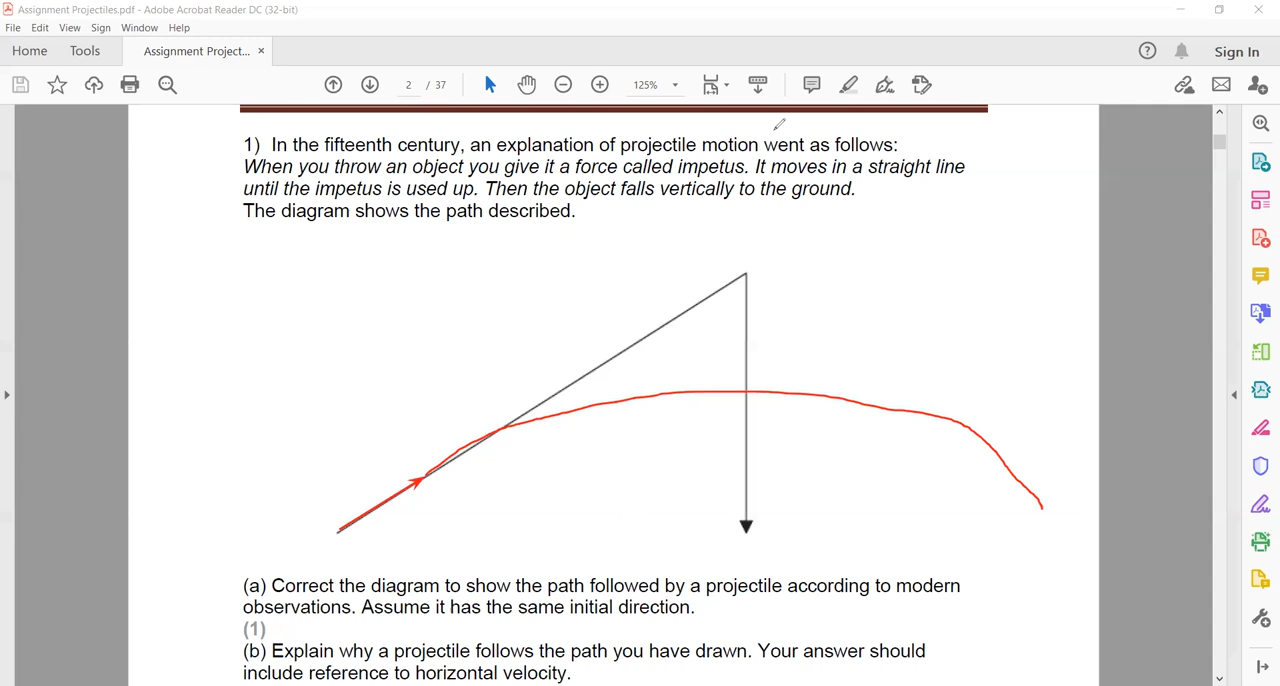 Assignment Projectiles.pdf - Adobe Acrobat Reader DC (32-bit)
File Edit View Sign Window Help
Home Tools Assignment Project... × Sign In
2 / 37 125%
1) In the fifteenth century, an explanation of projectile motion went as follows:
When you throw an object you give it a force called impetus. It moves in a straight line
until the impetus is used up. Then the object falls vertically to the ground.
The diagram shows the path described.
(a) Correct the diagram to show the path followed by a projectile according to modern
observations. Assume it has the same initial direction.
(1)
(b) Explain why a projectile follows the path you have drawn. Your answer should
include reference to horizontal velocity.